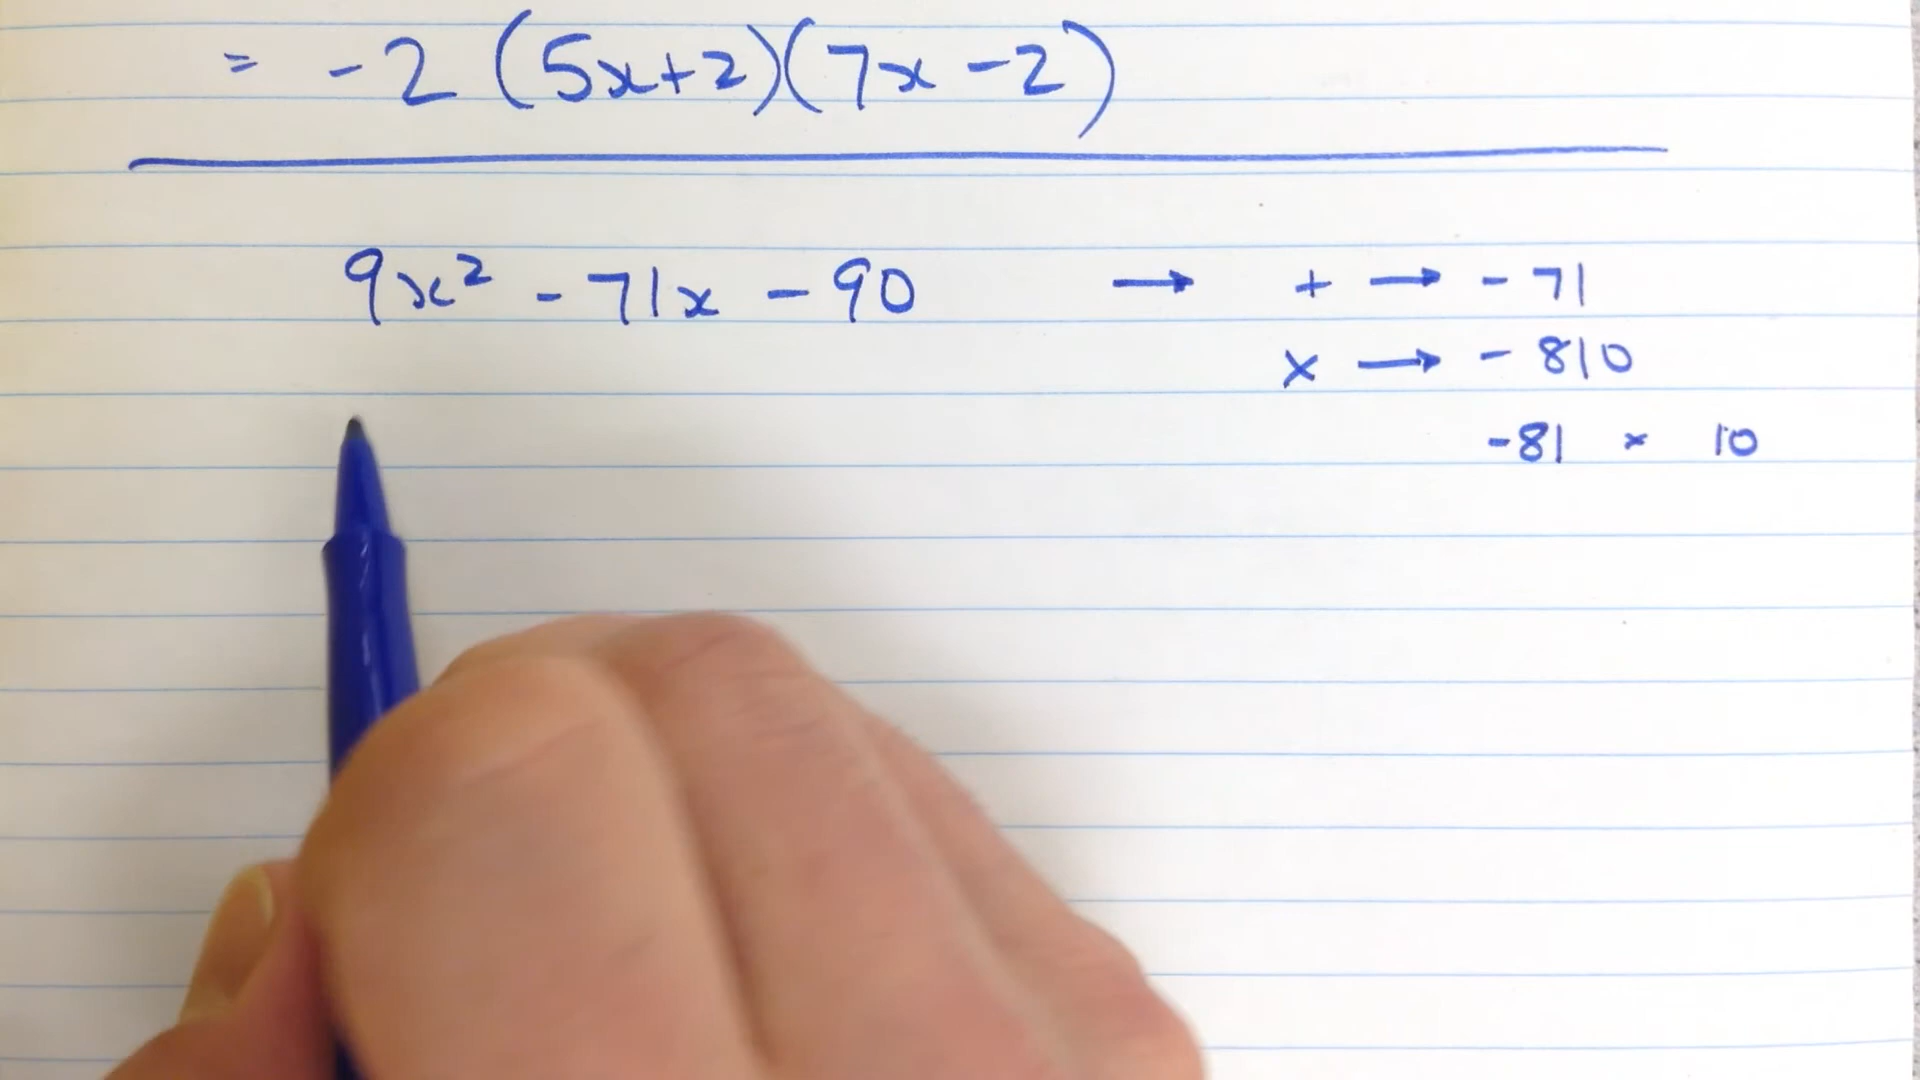 = -2 (5x+2)(7x-2)
9x² - 71x - 90 → + → - 71
x → - 810
-81 × 10